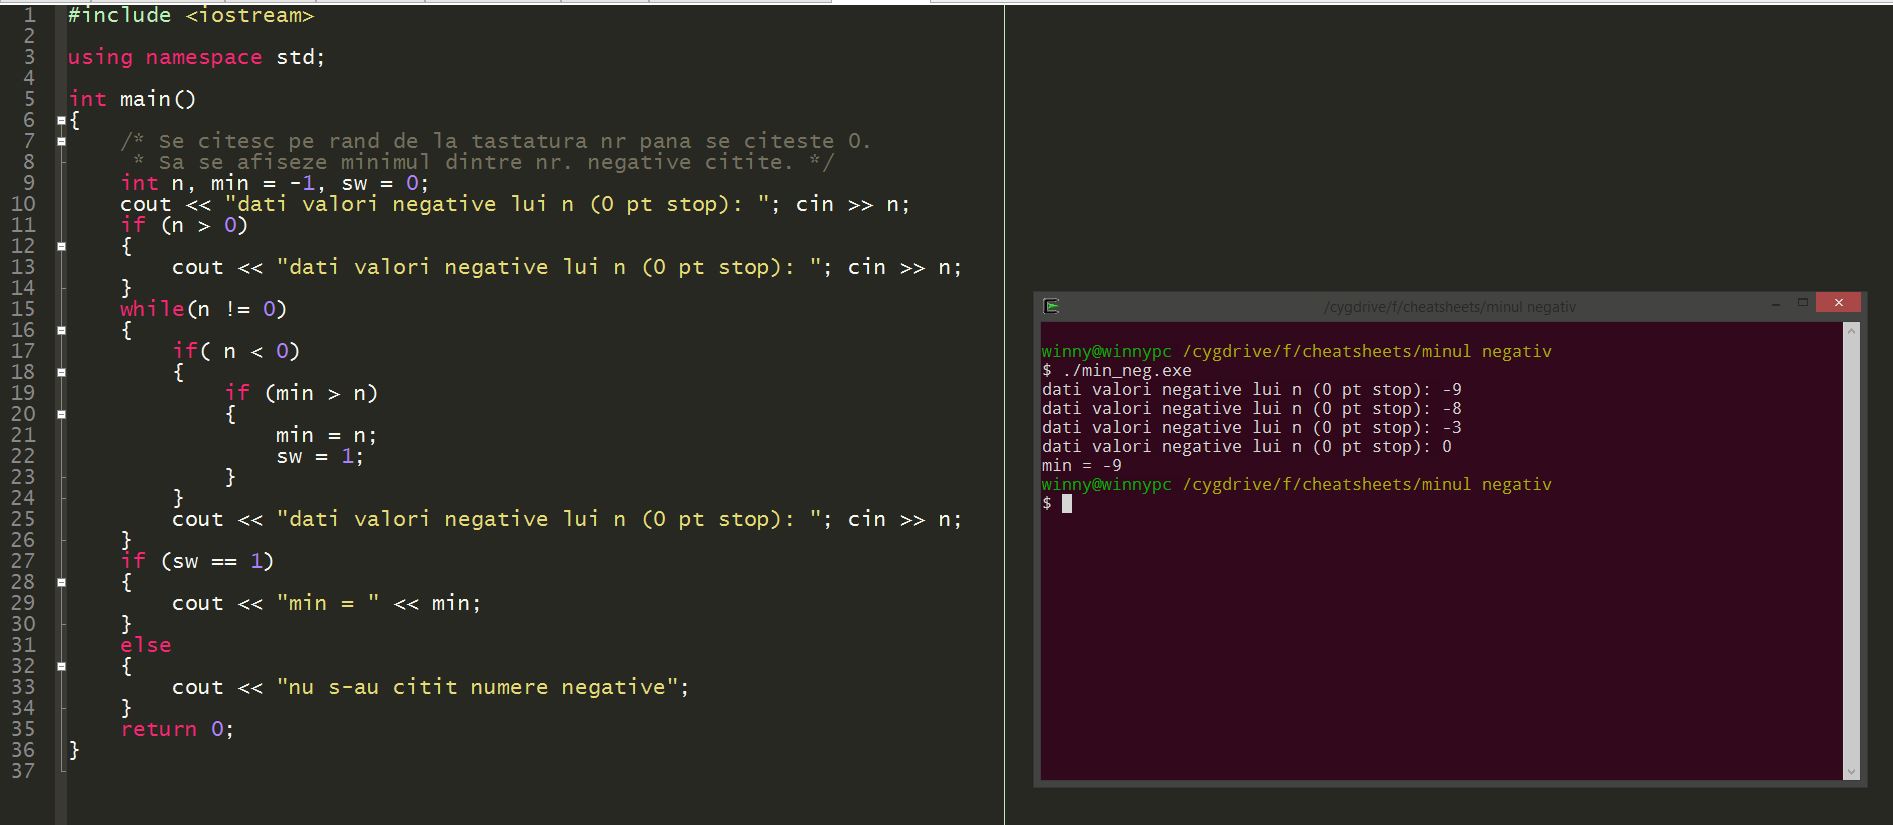 1 #include <iostream>
2
3 using namespace std;
4
5 int main()
6 {
7 /* Se citesc pe rand de la tastatura nr pana se citeste 0.
8 * Sa se afiseze minimul dintre nr. negative citite. */
9 int n, min = -1, sw = 0;
10 cout << "dati valori negative lui n (0 pt stop): "; cin >> n;
11 if (n > 0)
12 {
13 cout << "dati valori negative lui n (0 pt stop): "; cin >> n;
14 }
15 while(n != 0)
16 {
17 if( n < 0)
18 {
19 if (min > n)
20 {
21 min = n;
22 sw = 1;
23 }
24 }
25 cout << "dati valori negative lui n (0 pt stop): "; cin >> n;
26 }
27 if (sw == 1)
28 {
29 cout << "min = " << min;
30 }
31 else
32 {
33 cout << "nu s-au citit numere negative";
34 }
35 return 0;
36 }
37
/cygdrive/f/cheatsheets/minul negativ
winny@winnypc /cygdrive/f/cheatsheets/minul negativ
$ ./min_neg.exe
dati valori negative lui n (0 pt stop): -9
dati valori negative lui n (0 pt stop): -8
dati valori negative lui n (0 pt stop): -3
dati valori negative lui n (0 pt stop): 0
min = -9
winny@winnypc /cygdrive/f/cheatsheets/minul negativ
$